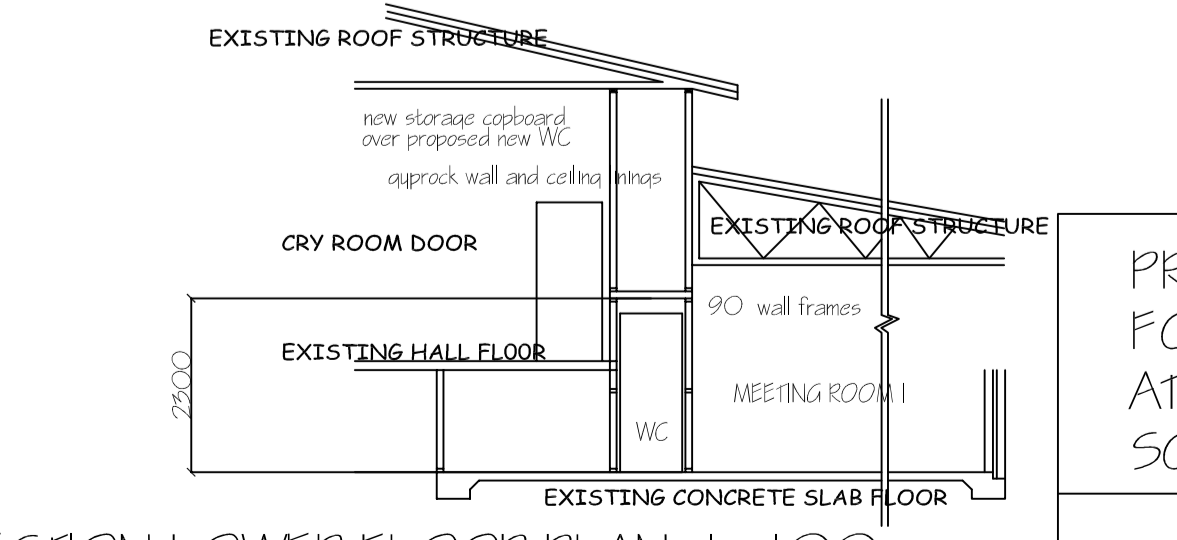 EXISTING ROOF STRUCTURE
new storage copboard
over proposed new WC
gyprock wall and ceiling linings
EXISTING ROOF STRUCTURE
CRY ROOM DOOR
90 wall frames
EXISTING HALL FLOOR
2300
MEETING ROOM 1
WC
EXISTING CONCRETE SLAB FLOOR